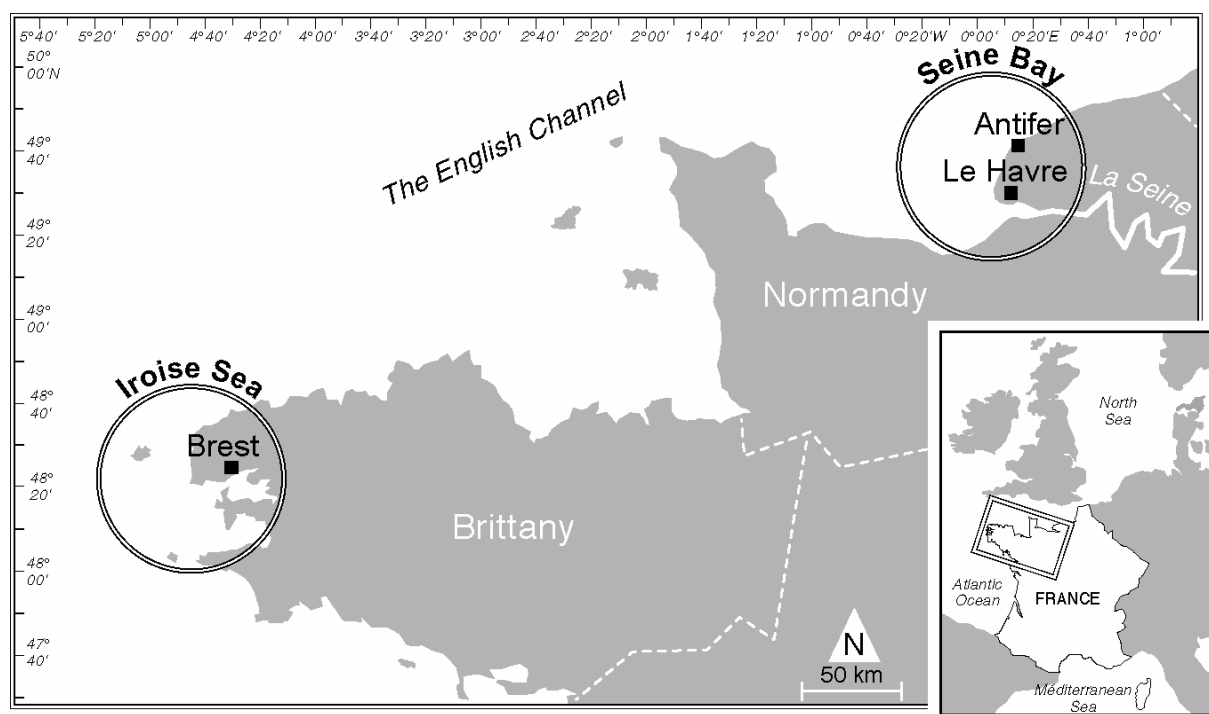 5°40' 5°20' 5°00' 4°40' 4°20' 4°00' 3°40' 3°20' 3°00' 2°40' 2°20' 2°00' 1°40' 1°20' 1°00' 0°40' 0°20'W 0°00' 0°20'E 0°40' 1°00'
50°
00'N
Seine Bay
The English Channel
Antifer
49°
40'
Le Havre
La Seine
49°
20'
Normandy
49°
00'
Iroise Sea
48°
40'
Brest
48°
20'
Brittany
48°
00'
47°
40'
N
50 km
North
Sea
Atlantic
Ocean
FRANCE
Méditerranean
Sea